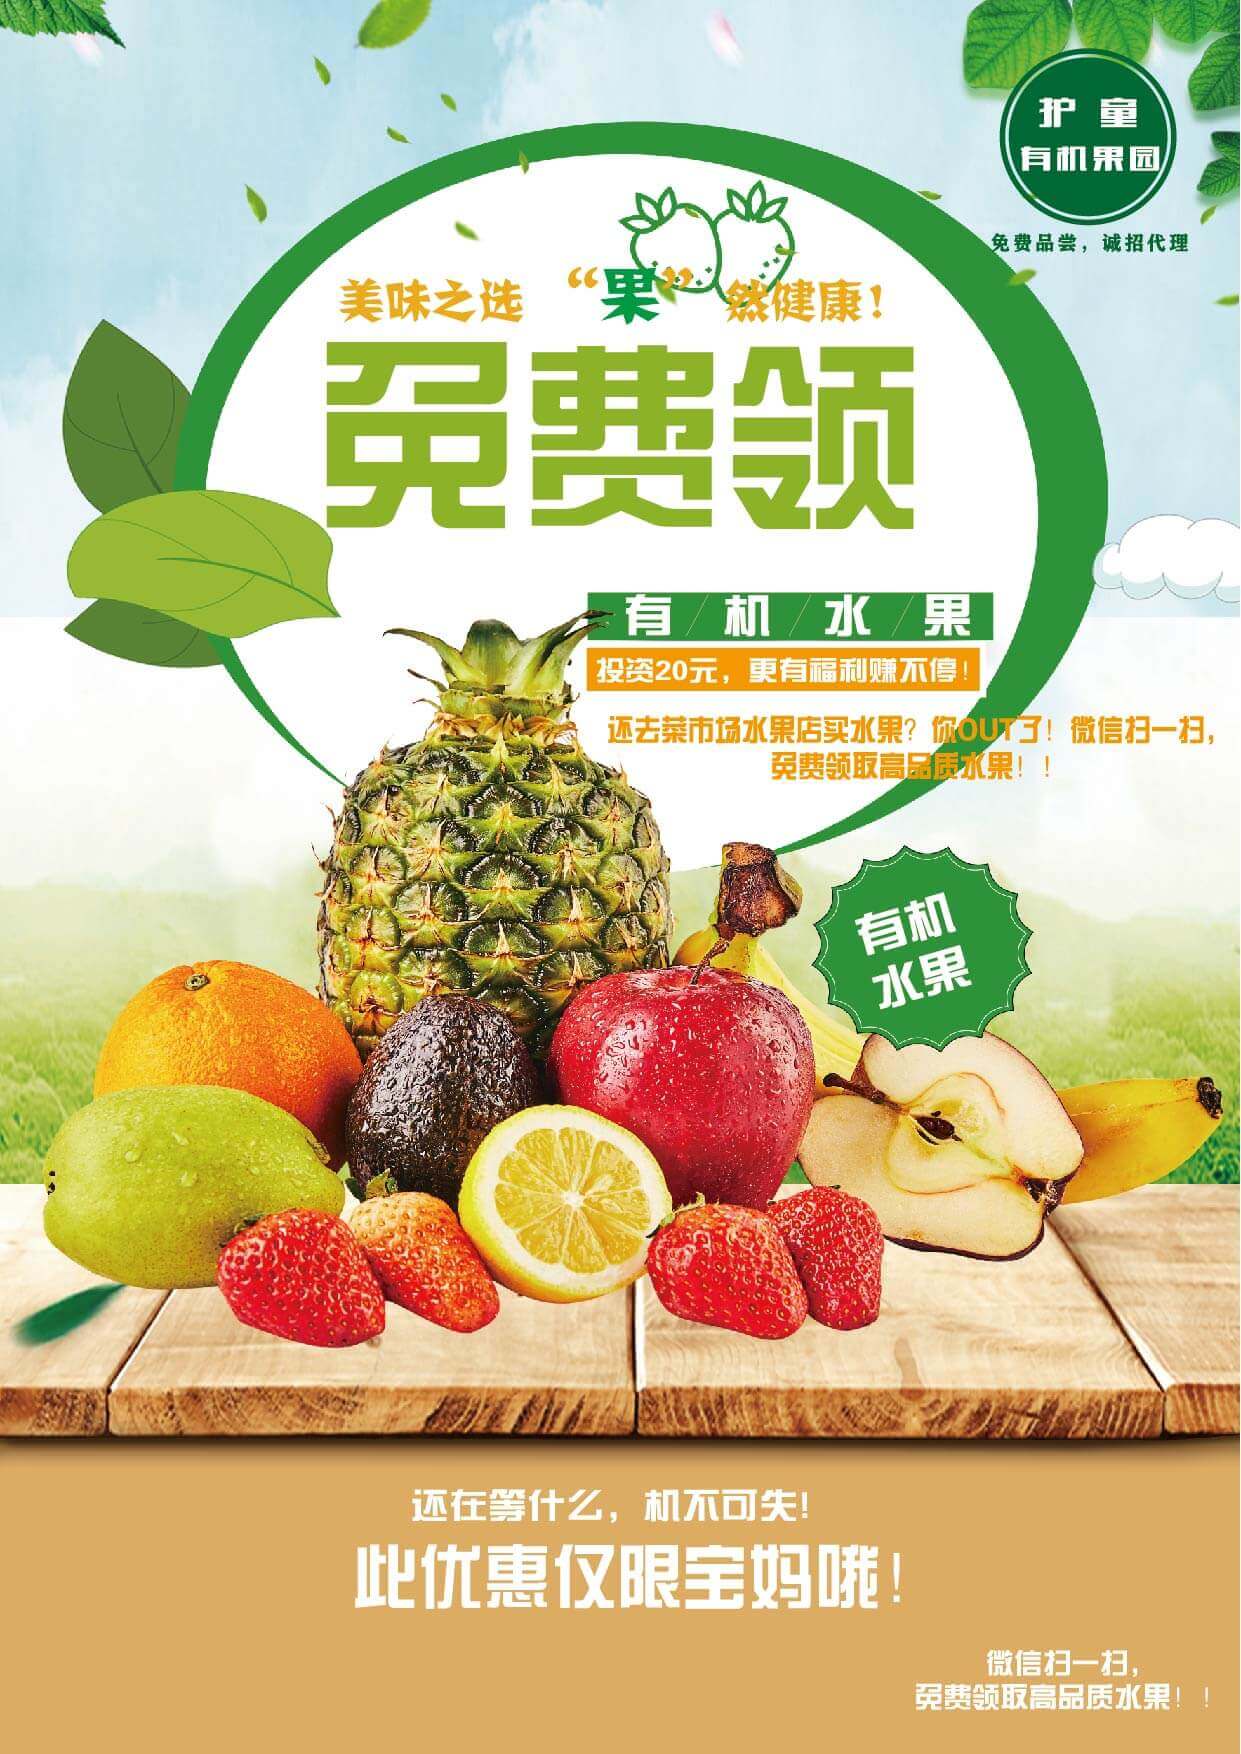 护 童
有机果园
免费品尝，诚招代理
美味之选 “果”然健康！
免费领
有/机/水/果
投资20元，更有福利赚不停！
还去菜市场水果店买水果？你OUT了！微信扫一扫，
免费领取高品质水果！！
有机
水果
还在等什么，机不可失！
此优惠仅限宝妈哦！
微信扫一扫，
免费领取高品质水果！！